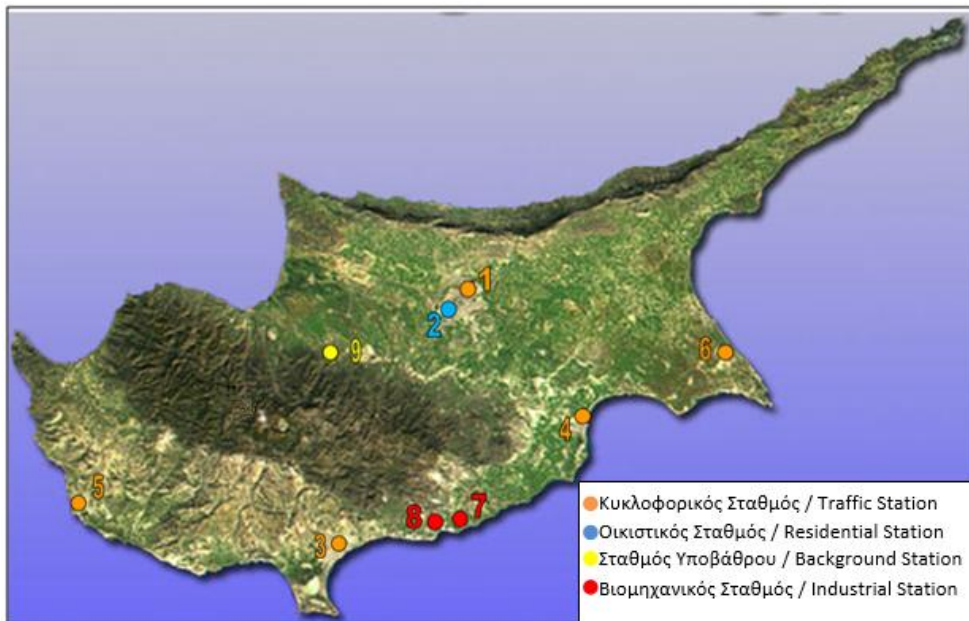 1
2
9
6
4
5
8 7
3
Κυκλοφορικός Σταθμός / Traffic Station
Οικιστικός Σταθμός / Residential Station
Σταθμός Υποβάθρου / Background Station
Βιομηχανικός Σταθμός / Industrial Station